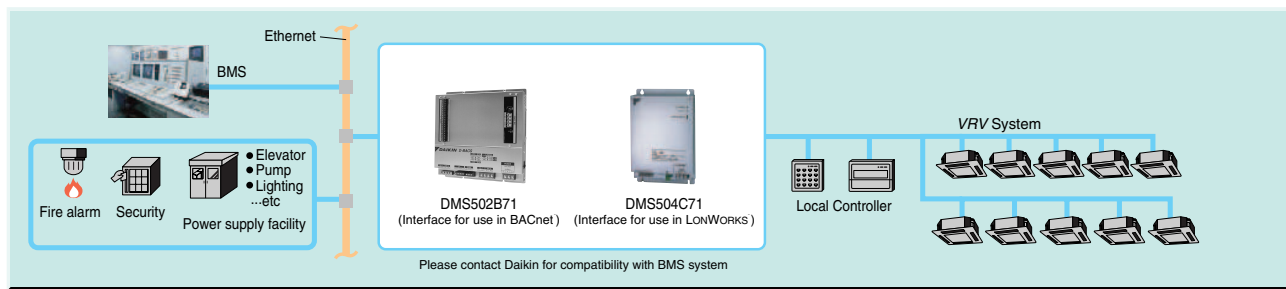 Ethernet
BMS
Fire alarm
Security
● Elevator
● Pump
● Lighting
...etc
Power supply facility
DAIKIN
DMS502B71
(Interface for use in BACnet)
DMS504C71
(Interface for use in LONWORKS)
Please contact Daikin for compatibility with BMS system
Local Controller
VRV System